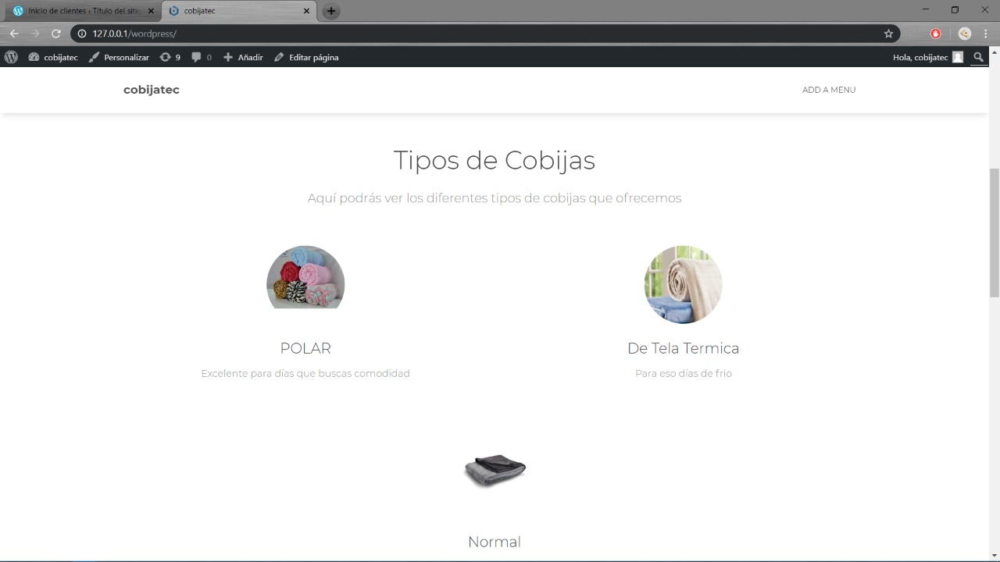 Inicio de clientes ‹ Título del sitio
cobijatec
127.0.0.1/wordpress/
cobijatec
Personalizar
9
0
Añadir
Editar página
Hola, cobijatec
cobijatec
ADD A MENU
Tipos de Cobijas
Aquí podrás ver los diferentes tipos de cobijas que ofrecemos
POLAR
De Tela Termica
Excelente para días que buscas comodidad
Para eso días de frio
Normal